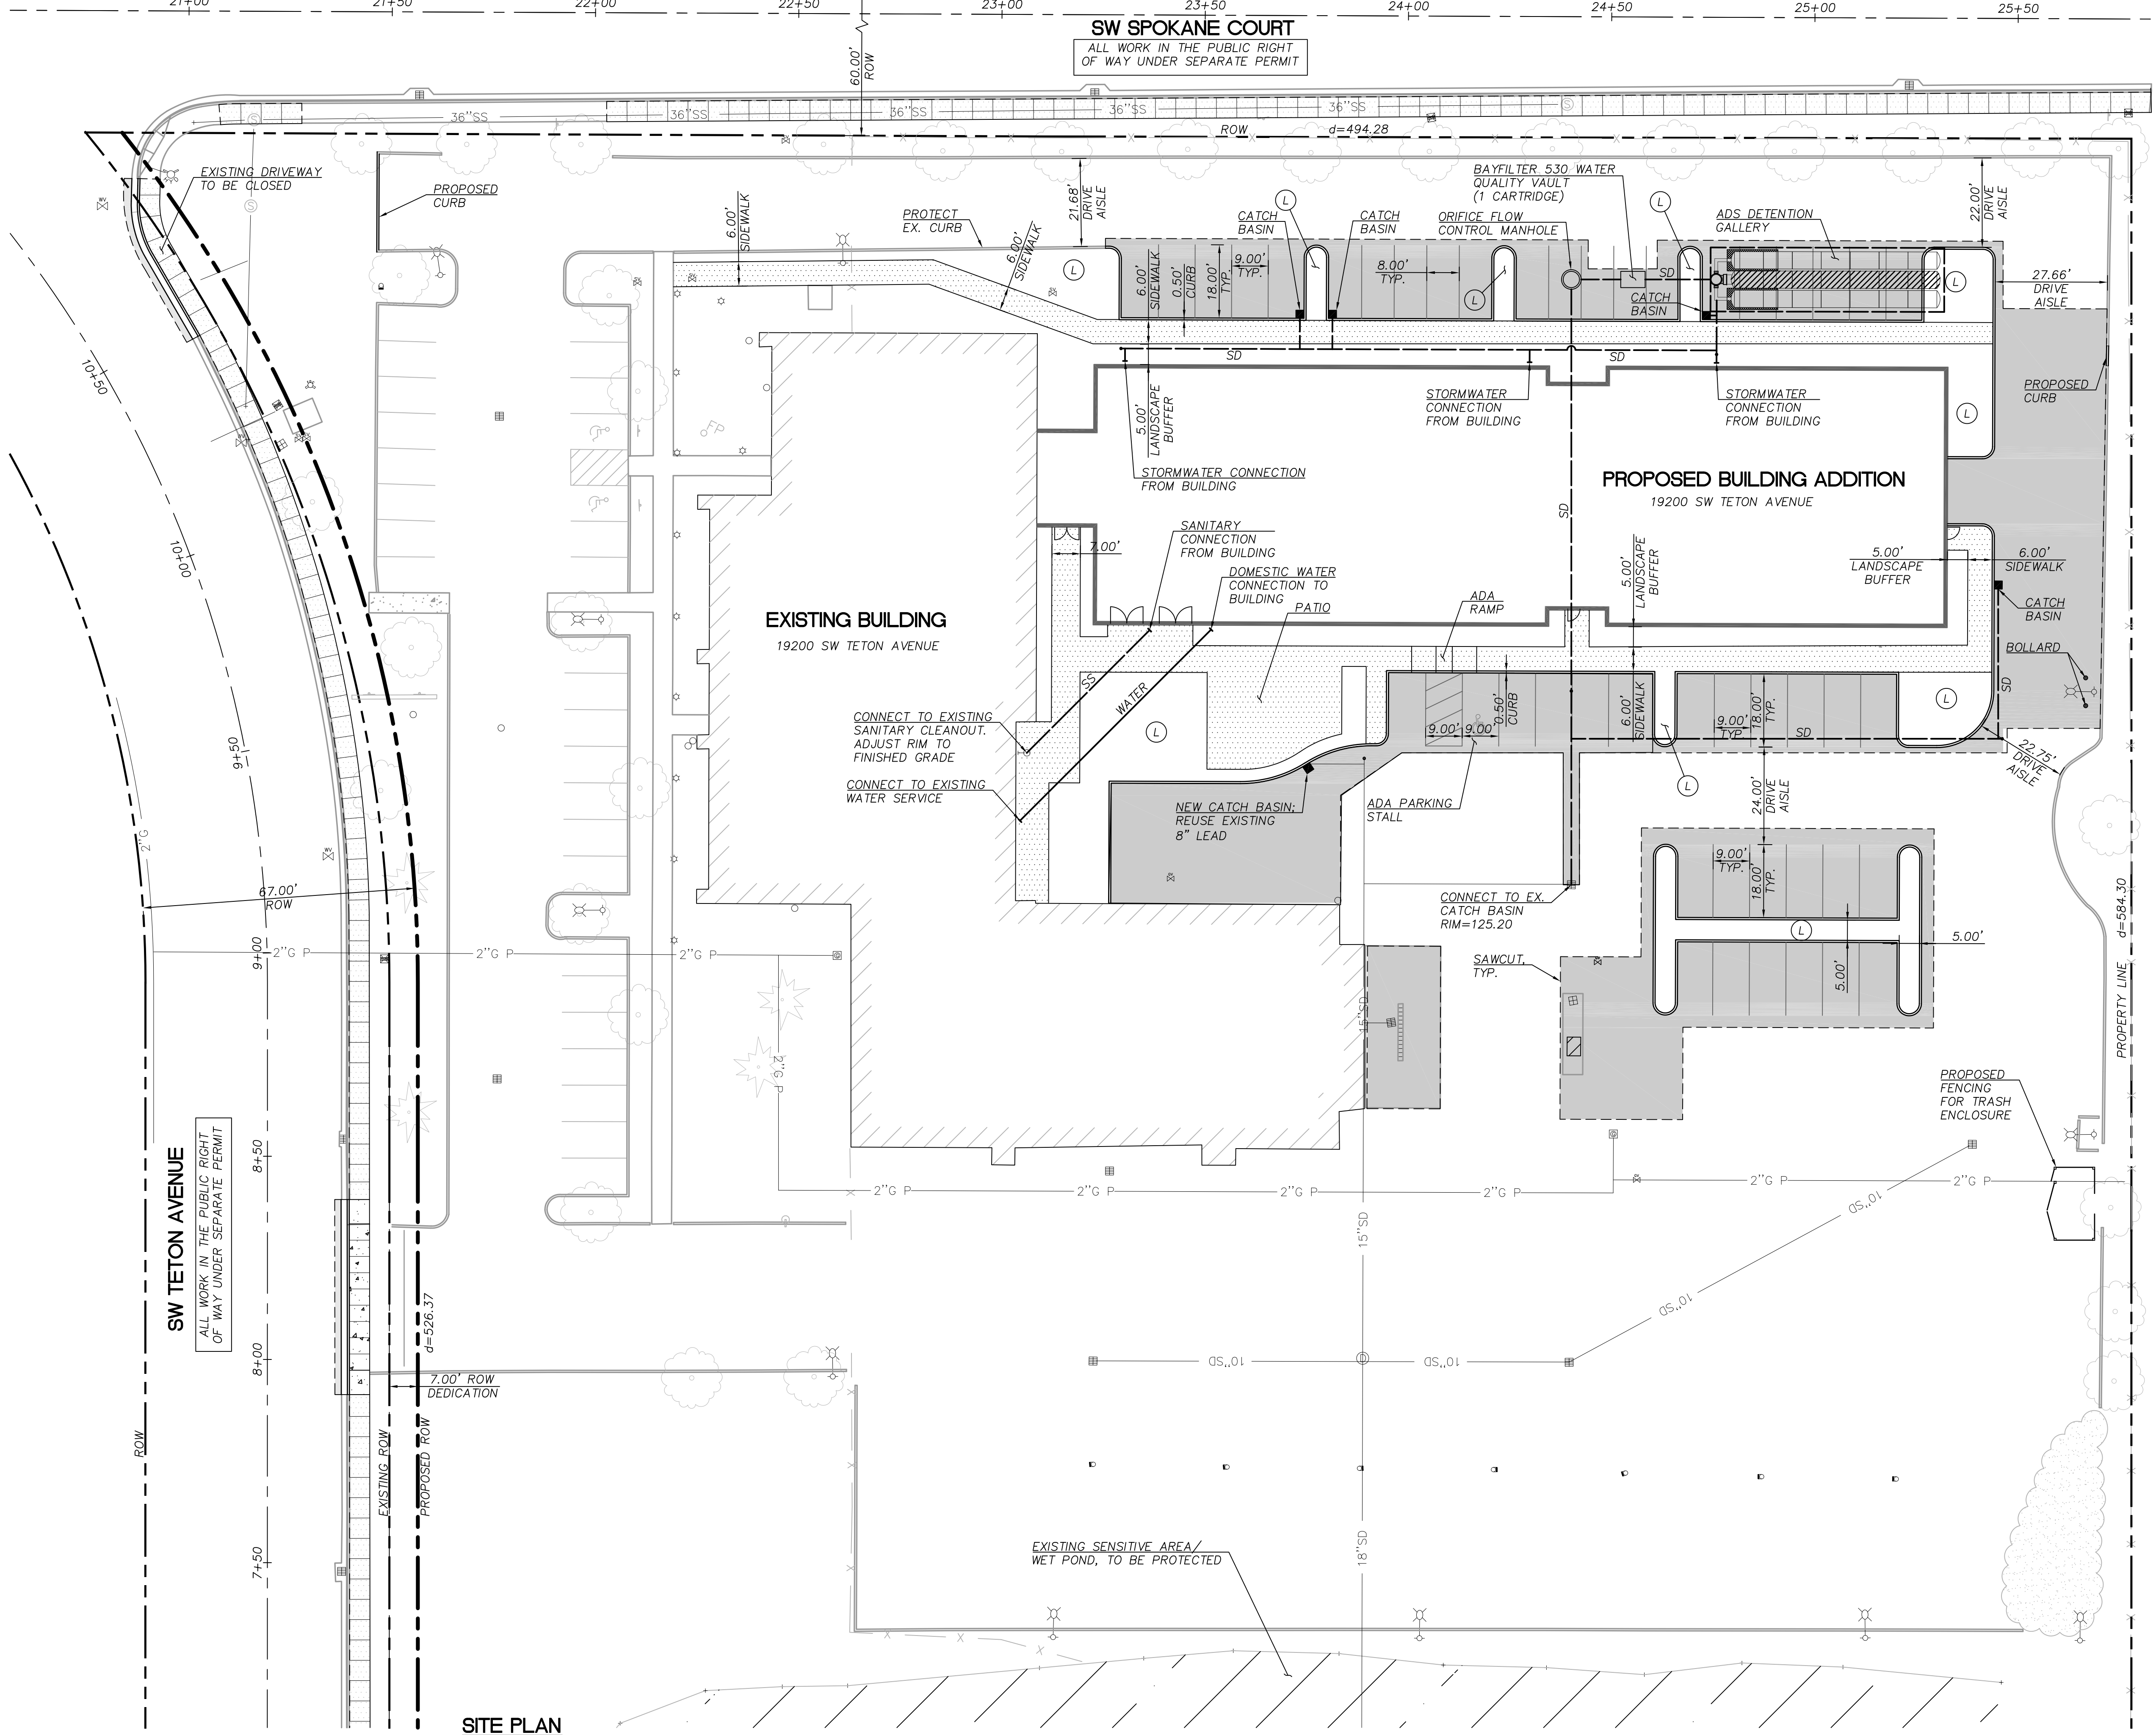 21+00
21+50
22+00
22+50
23+00
23+50
24+00
24+50
25+00
25+50
SW SPOKANE COURT
ALL WORK IN THE PUBLIC RIGHT
OF WAY UNDER SEPARATE PERMIT
60.00'
ROW
36"SS
36"SS
36"SS
36"SS
36"SS
36"SS
S
S
S
ROW
d=494.28
EXISTING DRIVEWAY
TO BE CLOSED
WV
PROPOSED
CURB
6.00'
SIDEWALK
PROTECT
EX. CURB
6.00'
SIDEWALK
21.68'
DRIVE
AISLE
L
CATCH
BASIN
L
CATCH
BASIN
BAYFILTER 530 WATER
QUALITY VAULT
(1 CARTRIDGE)
ORIFICE FLOW
CONTROL MANHOLE
L
ADS DETENTION
GALLERY
22.00'
DRIVE
AISLE
6.00'
SIDEWALK
0.50'
CURB
18.00'
TYP.
9.00'
TYP.
8.00'
TYP.
L
SD
CATCH
BASIN
L
27.66'
DRIVE
AISLE
SD
SD
5.00'
LANDSCAPE
BUFFER
STORMWATER
CONNECTION
FROM BUILDING
STORMWATER
CONNECTION
FROM BUILDING
L
PROPOSED
CURB
STORMWATER CONNECTION
FROM BUILDING
PROPOSED BUILDING ADDITION
19200 SW TETON AVENUE
SD
FP
10+50
10+00
WV
7.00'
SANITARY
CONNECTION
FROM BUILDING
DOMESTIC WATER
CONNECTION TO
BUILDING
PATIO
ADA
RAMP
5.00'
LANDSCAPE
BUFFER
5.00'
LANDSCAPE
BUFFER
6.00'
SIDEWALK
CATCH
BASIN
BOLLARD
EXISTING BUILDING
19200 SW TETON AVENUE
SS
WATER
CONNECT TO EXISTING
SANITARY CLEANOUT.
ADJUST RIM TO
FINISHED GRADE
L
CONNECT TO EXISTING
WATER SERVICE
9.00'
9.00'
0.50'
CURB
6.00'
SIDEWALK
9.00'
TYP.
18.00'
TYP.
SD
L
SD
22.75'
DRIVE
AISLE
NEW CATCH BASIN;
REUSE EXISTING
8" LEAD
ADA PARKING
STALL
L
24.00'
DRIVE
AISLE
9+50
2"G
WV
67.00'
ROW
9+00
2"G P
2"G P
2"G P
CONNECT TO EX.
CATCH BASIN
RIM=125.20
9.00'
TYP.
18.00'
TYP.
L
5.00'
5.00'
d=584.30
PROPERTY LINE
SAWCUT,
TYP.
15"SD
2"G P
PROPOSED
FENCING
FOR TRASH
ENCLOSURE
SW TETON AVENUE
ALL WORK IN THE PUBLIC RIGHT
OF WAY UNDER SEPARATE PERMIT
8+50
2"G P
2"G P
2"G P
2"G P
2"G P
2"G P
15"SD
10"SD
10"SD
d=526.37
8+00
10"SD
D
10"SD
7.00' ROW
DEDICATION
ROW
EXISTING ROW
PROPOSED ROW
7+50
18"SD
EXISTING SENSITIVE AREA/
WET POND, TO BE PROTECTED
SITE PLAN